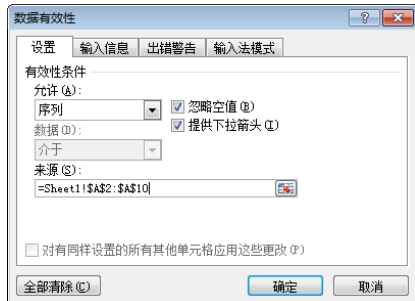 数据有效性
设置 输入信息 出错警告 输入法模式
有效性条件
允许(A):
序列 忽略空值(B)
数据(D): 提供下拉箭头(I)
介于
来源(S):
=Sheet1!$A$2:$A$10
对有同样设置的所有其他单元格应用这些更改(P)
全部清除(C) 确定 取消